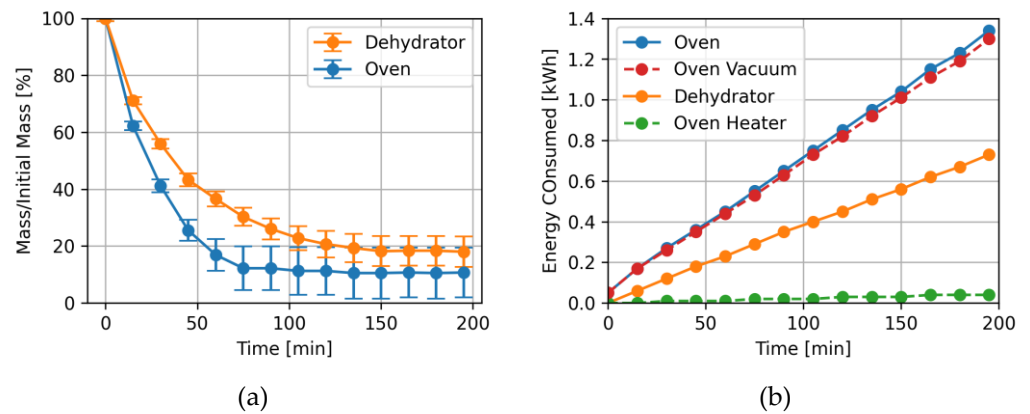 Mass/Initial Mass [%]
100
80
60
40
20
0
Dehydrator
Oven
0
50
100
150
200
Time [min]
(a)
Energy COnsumed [kWh]
1.4
1.2
1.0
0.8
0.6
0.4
0.2
0.0
Oven
Oven Vacuum
Dehydrator
Oven Heater
0
50
100
150
200
Time [min]
(b)